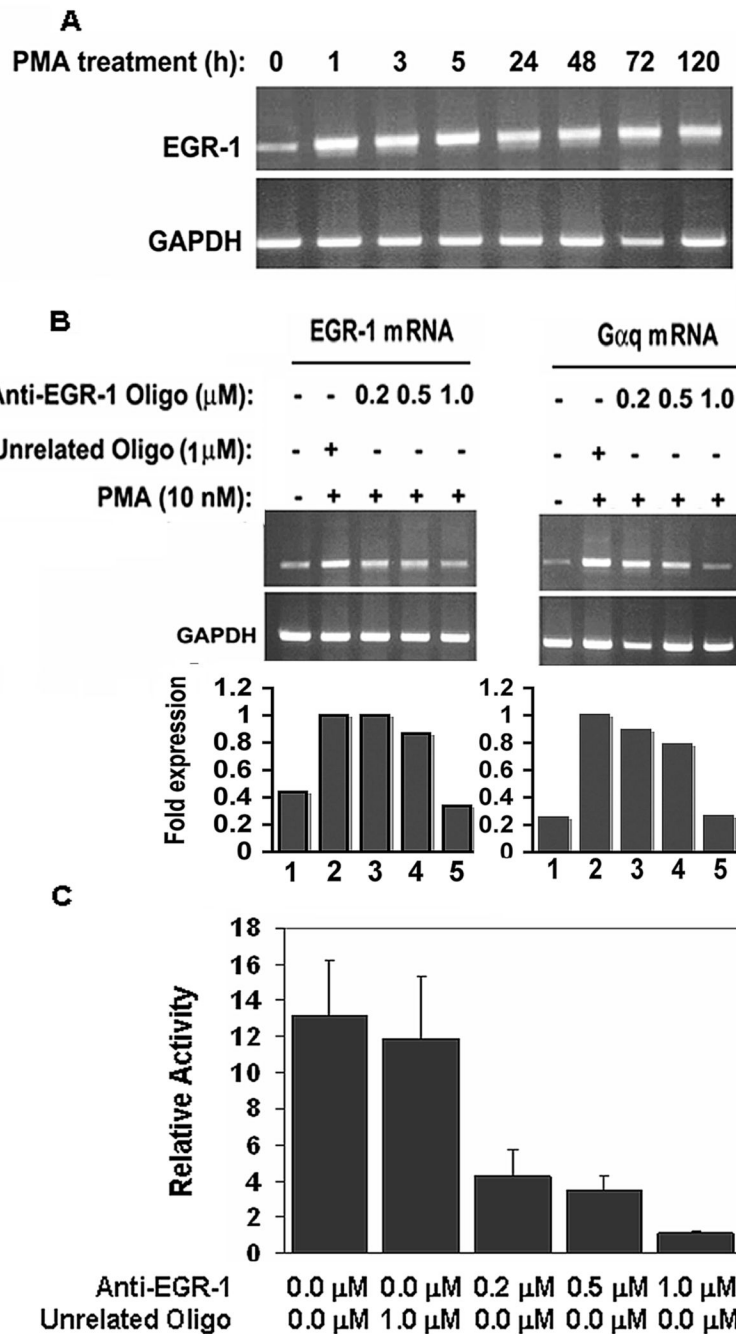 A
PMA treatment (h): 0 1 3 5 24 48 72 120
EGR-1
GAPDH
B
EGR-1 mRNA
Gαq mRNA
Anti-EGR-1 Oligo (μM): - - 0.2 0.5 1.0 - - 0.2 0.5 1.0
Unrelated Oligo (1μM): - + - - - - + - - -
PMA (10 nM): - + + + + - + + + +
GAPDH
Fold expression
1.2
1
0.8
0.6
0.4
0.2
0
1 2 3 4 5
1.2
1
0.8
0.6
0.4
0.2
0
1 2 3 4 5
C
Relative Activity
18
16
14
12
10
8
6
4
2
0
Anti-EGR-1 0.0 μM 0.0 μM 0.2 μM 0.5 μM 1.0 μM
Unrelated Oligo 0.0 μM 1.0 μM 0.0 μM 0.0 μM 0.0 μM